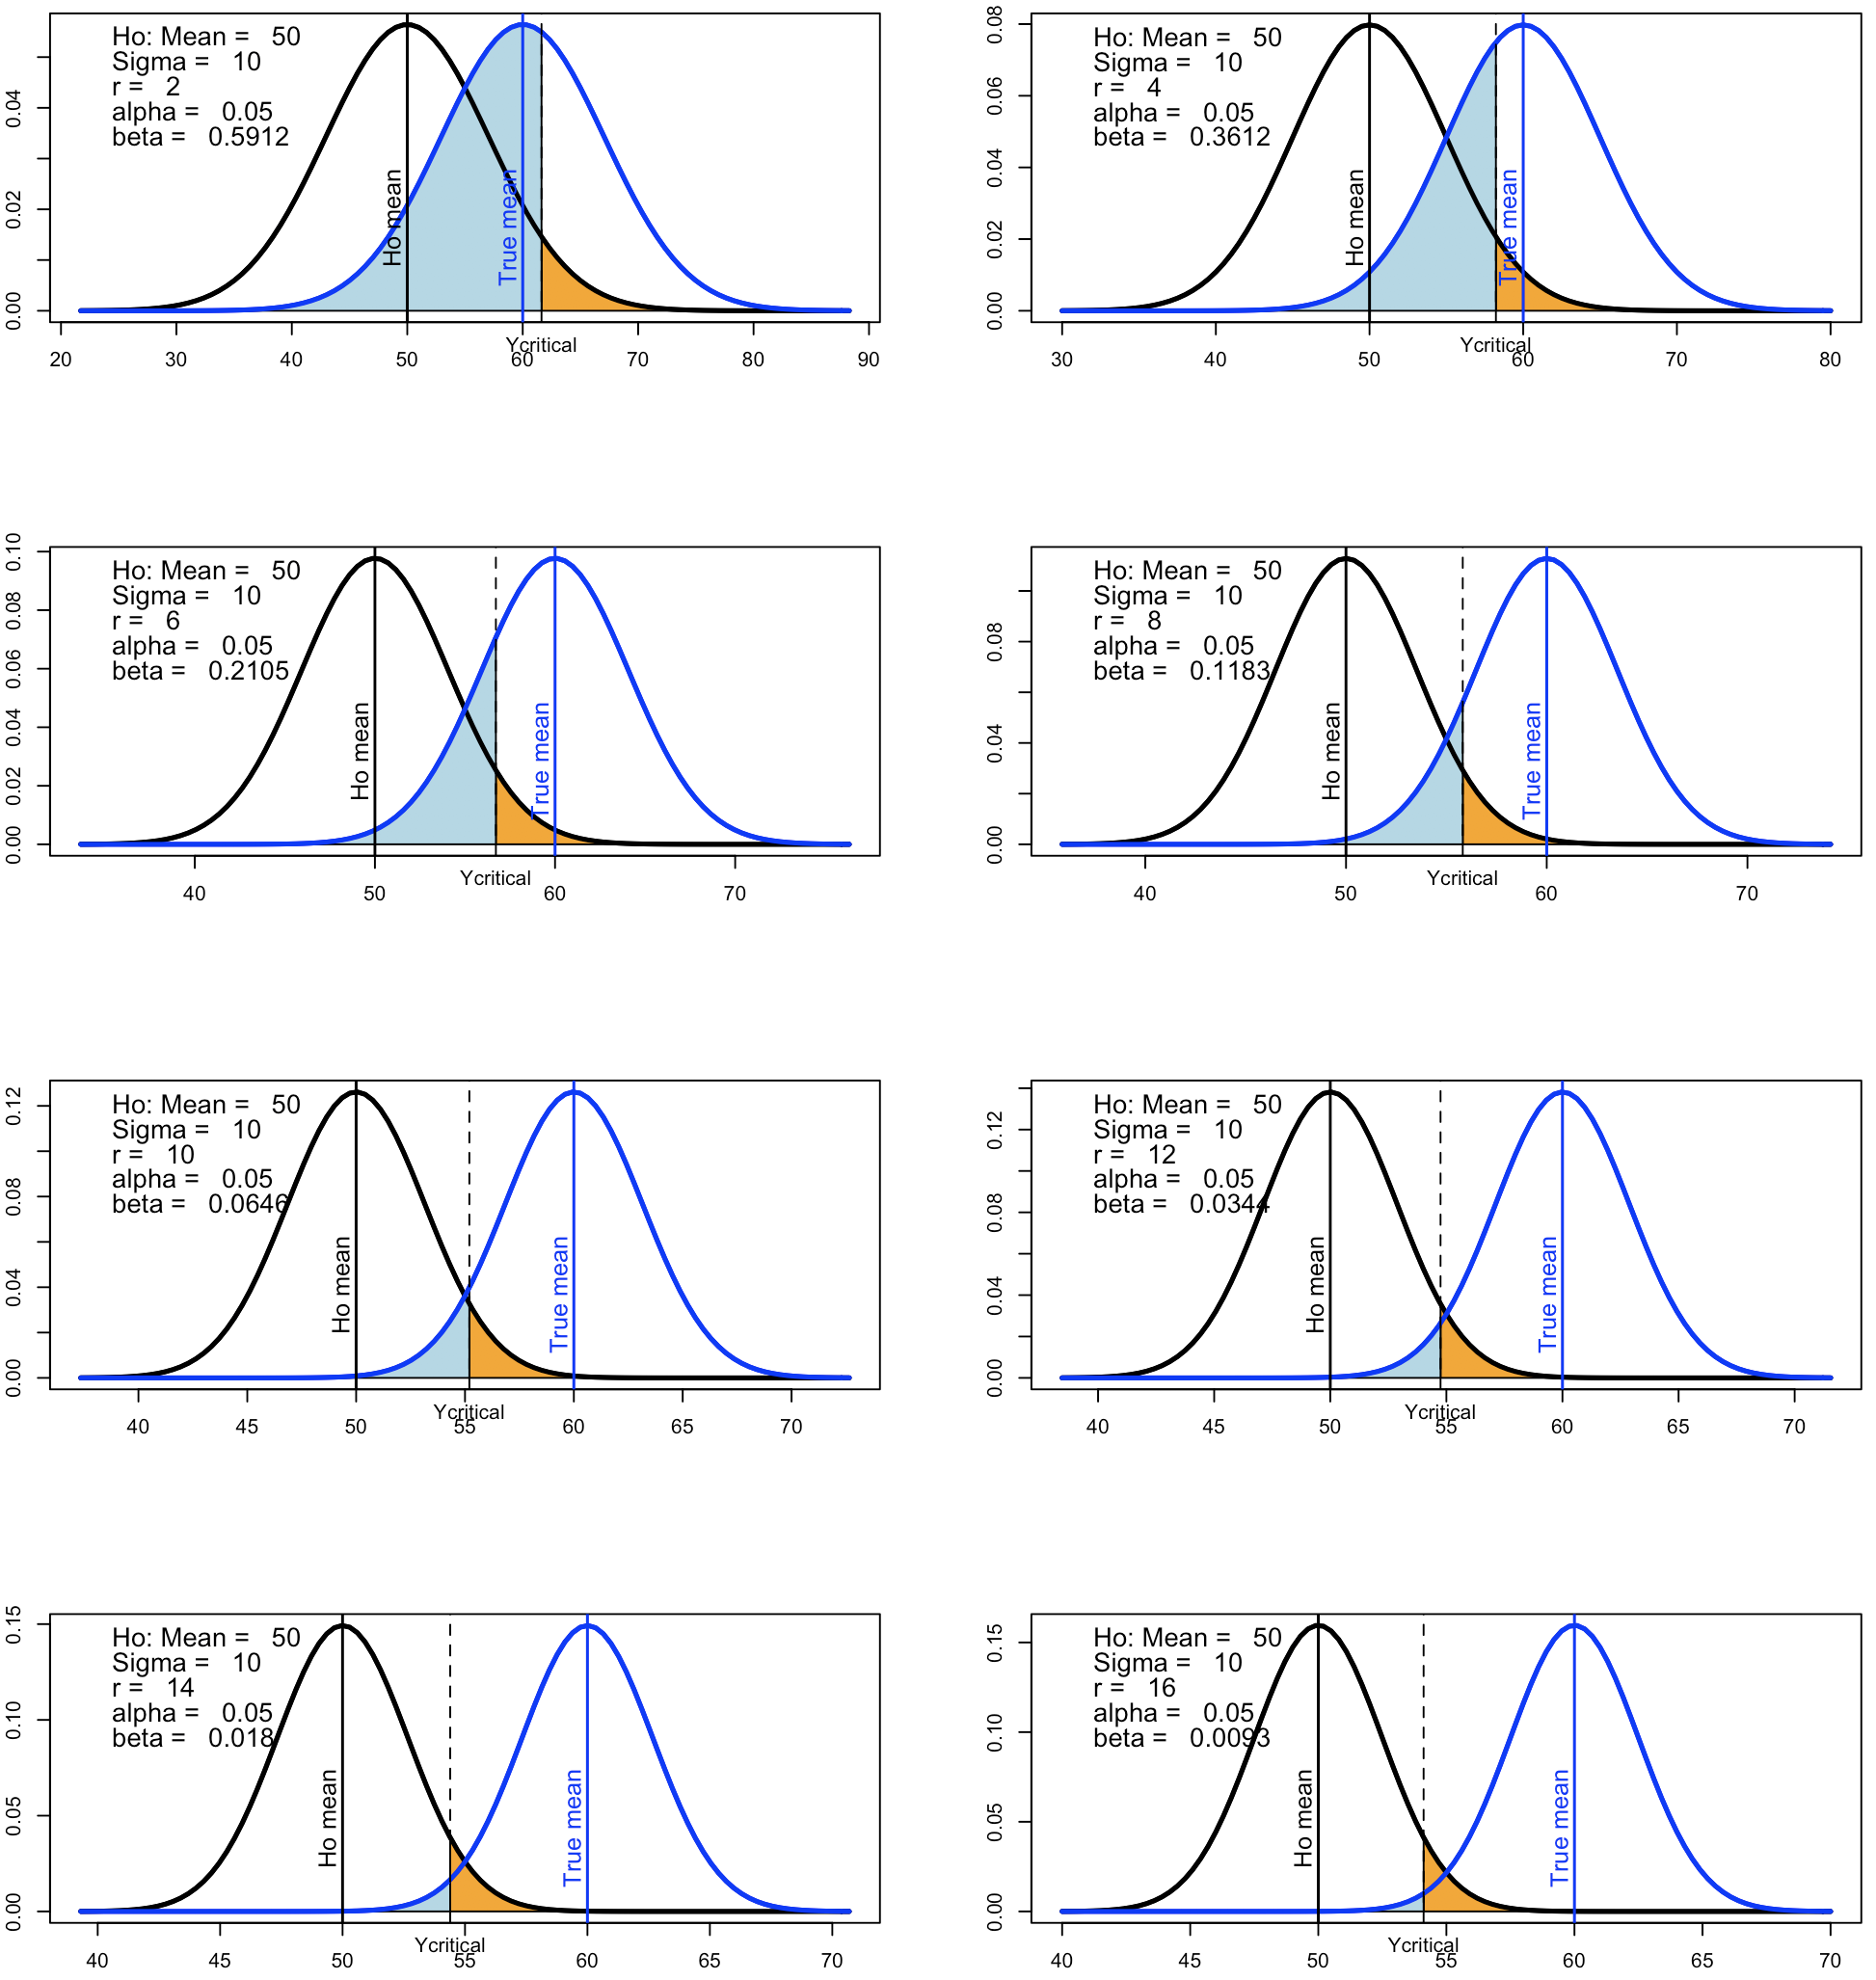 Ho: Mean = 50
Sigma = 10
r = 2
alpha = 0.05
beta = 0.5912
Ho mean
True mean
0.00 0.02 0.04
Ycritical
20 30 40 50 60 70 80 90
Ho: Mean = 50
Sigma = 10
r = 4
alpha = 0.05
beta = 0.3612
Ho mean
True mean
0.00 0.02 0.04 0.06 0.08
Ycritical
30 40 50 60 70 80
Ho: Mean = 50
Sigma = 10
r = 6
alpha = 0.05
beta = 0.2105
Ho mean
True mean
0.00 0.02 0.04 0.06 0.08 0.10
Ycritical
40 50 60 70
Ho: Mean = 50
Sigma = 10
r = 8
alpha = 0.05
beta = 0.1183
Ho mean
True mean
0.00 0.04 0.08
Ycritical
40 50 60 70
Ho: Mean = 50
Sigma = 10
r = 10
alpha = 0.05
beta = 0.0646
Ho mean
True mean
0.00 0.04 0.08 0.12
Ycritical
40 45 50 55 60 65 70
Ho: Mean = 50
Sigma = 10
r = 12
alpha = 0.05
beta = 0.0344
Ho mean
True mean
0.00 0.04 0.08 0.12
Ycritical
40 45 50 55 60 65 70
Ho: Mean = 50
Sigma = 10
r = 14
alpha = 0.05
beta = 0.018
Ho mean
True mean
0.00 0.05 0.10 0.15
Ycritical
40 45 50 55 60 65 70
Ho: Mean = 50
Sigma = 10
r = 16
alpha = 0.05
beta = 0.0093
Ho mean
True mean
0.00 0.05 0.10 0.15
Ycritical
40 45 50 55 60 65 70